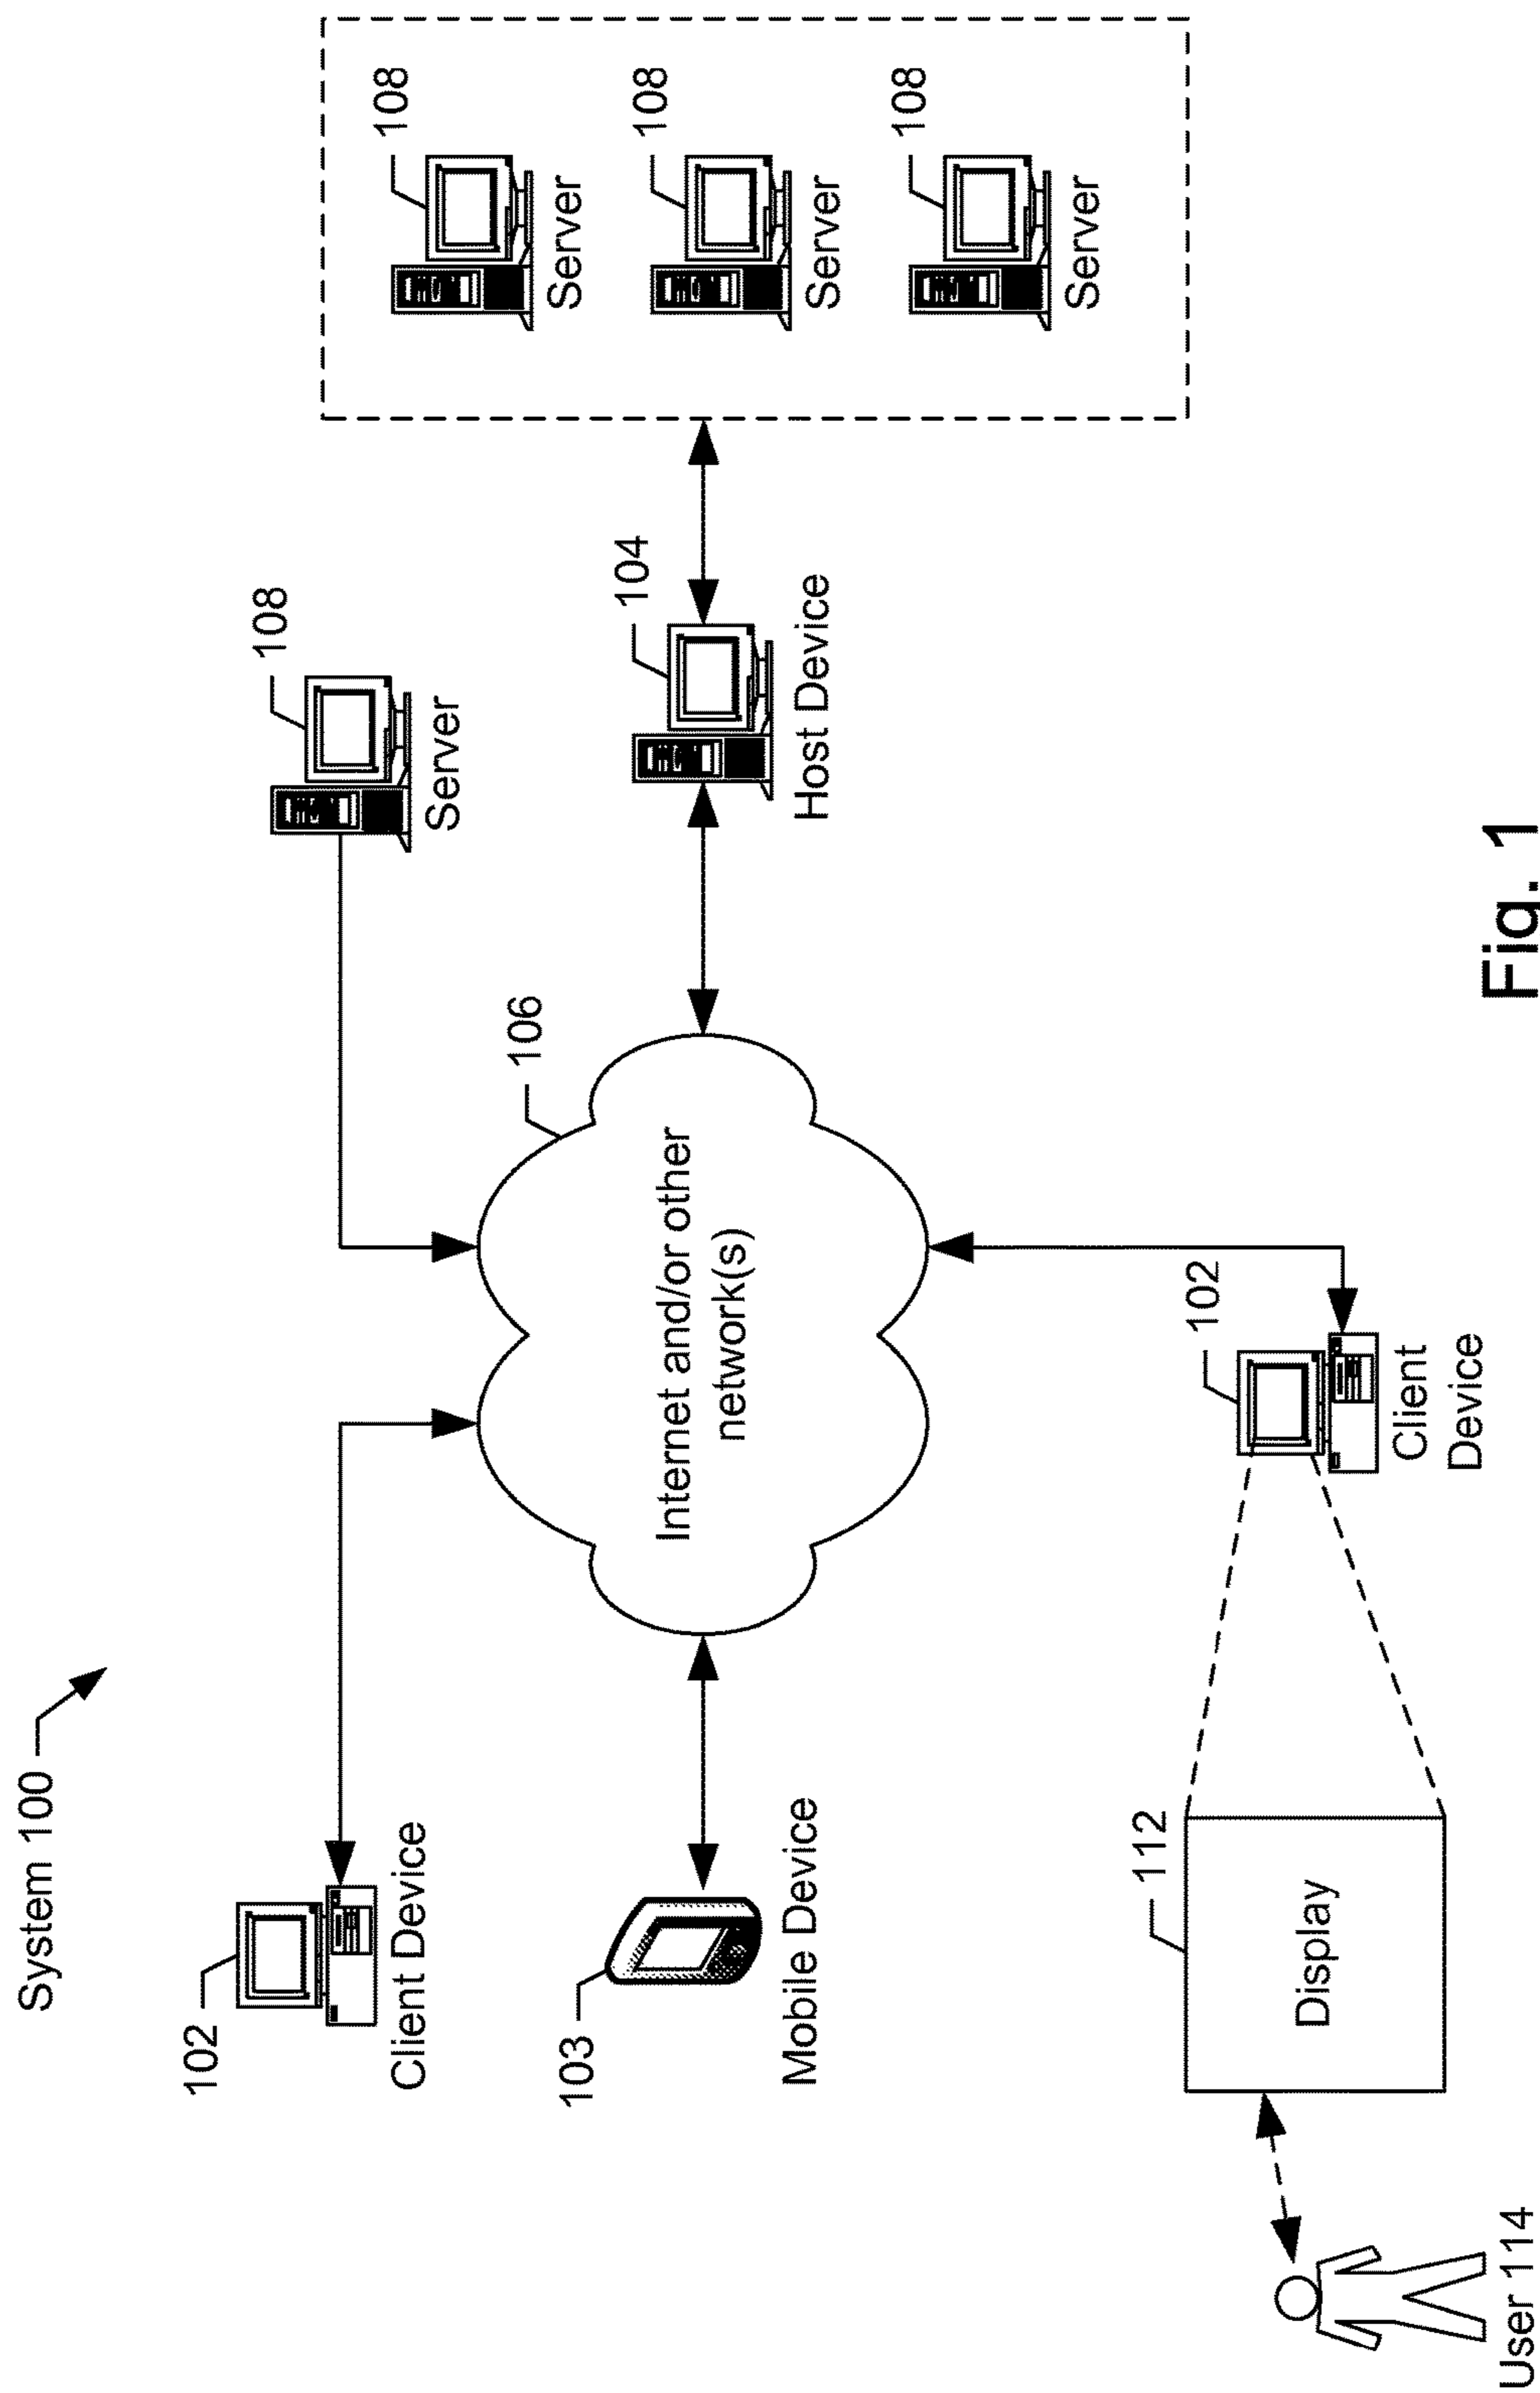 System 100
102
Client Device
108
Server
108
Server
108
Server
108
Server
106
Internet and/or other
network(s)
104
Host Device
103
Mobile Device
102
Client
Device
112
Display
User 114
Fig. 1